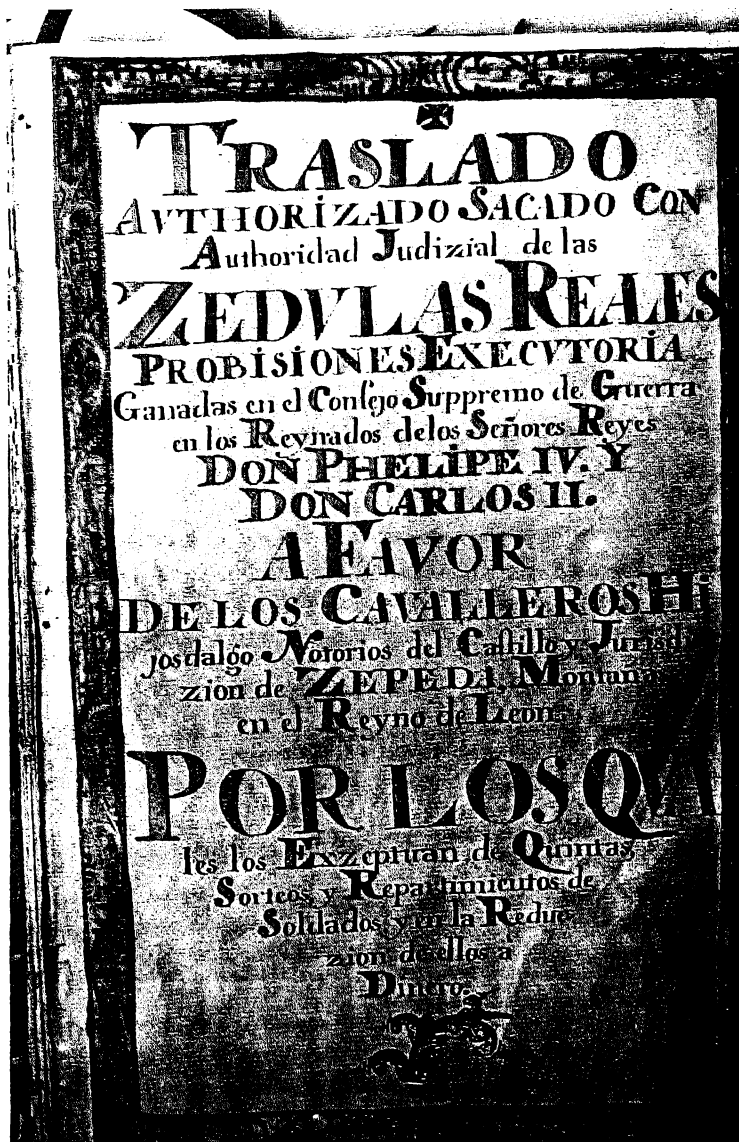 TRASLADO
AVTHORIZADO SACADO CON
Authoridad Judizial de las
ZEDVLAS REALES
PROBISIONES EXECVTORIA
Ganadas en el Consejo Suppremo de Guerra
en los Reynados delos Señores Reyes
DON PHELIPE IV. Y
DON CARLOS II.
A FAVOR
DE LOS CAVALLEROS Hi
josdalgo Notorios del Castillo y Jurisd
zion de ZEPEDA, Montaña
en el Reyno de Leon
POR LOS QVA
les los Exzeptuan de Quintas
Sorteos, y Repartimientos de
Soldados, y en la Reduc
zion de ellos a
Dinero.